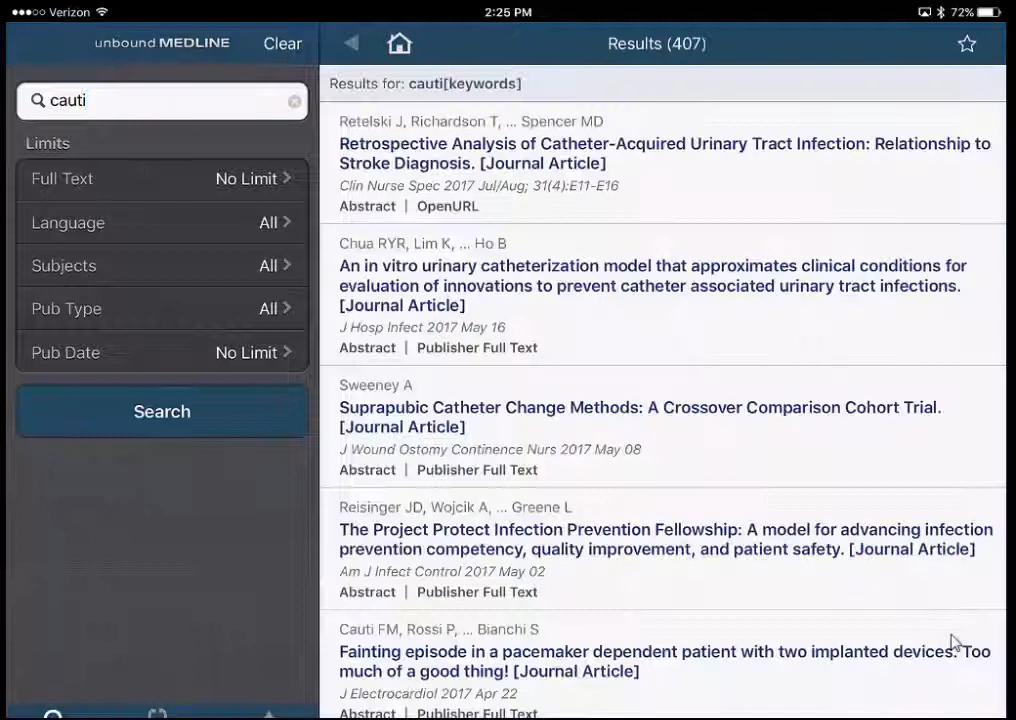 Verizon
2:25 PM
72%
unbound MEDLINE
Clear
Results (407)
cauti
Limits
Full Text No Limit
Language All
Subjects All
Pub Type All
Pub Date No Limit
Search
Results for: cauti[keywords]
Retelski J, Richardson T, ... Spencer MD
Retrospective Analysis of Catheter-Acquired Urinary Tract Infection: Relationship to
Stroke Diagnosis. [Journal Article]
Clin Nurse Spec 2017 Jul/Aug; 31(4):E11-E16
Abstract | OpenURL
Chua RYR, Lim K, ... Ho B
An in vitro urinary catheterization model that approximates clinical conditions for
evaluation of innovations to prevent catheter associated urinary tract infections.
[Journal Article]
J Hosp Infect 2017 May 16
Abstract | Publisher Full Text
Sweeney A
Suprapubic Catheter Change Methods: A Crossover Comparison Cohort Trial.
[Journal Article]
J Wound Ostomy Continence Nurs 2017 May 08
Abstract | Publisher Full Text
Reisinger JD, Wojcik A, ... Greene L
The Project Protect Infection Prevention Fellowship: A model for advancing infection
prevention competency, quality improvement, and patient safety. [Journal Article]
Am J Infect Control 2017 May 02
Abstract | Publisher Full Text
Cauti FM, Rossi P, ... Bianchi S
Fainting episode in a pacemaker dependent patient with two implanted devices: Too
much of a good thing! [Journal Article]
J Electrocardiol 2017 Apr 22
Abstract | Publisher Full Text